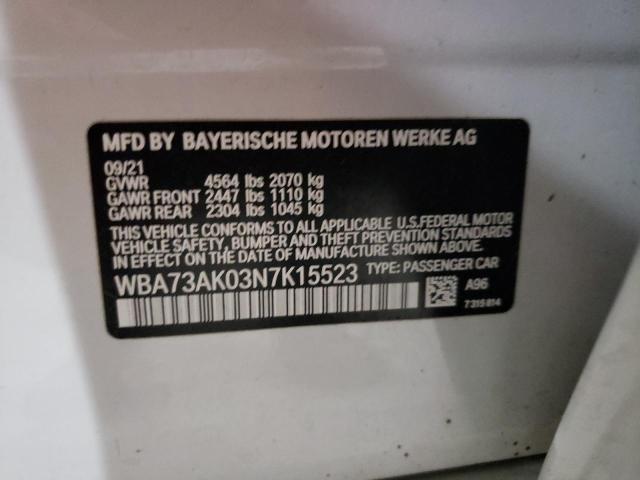 MFD BY BAYERISCHE MOTOREN WERKE AG
09/21
GVWR 4564 lbs 2070 kg
GAWR FRONT 2447 lbs 1110 kg
GAWR REAR 2304 lbs 1045 kg
THIS VEHICLE CONFORMS TO ALL APPLICABLE U.S.FEDERAL MOTOR
VEHICLE SAFETY, BUMPER AND THEFT PREVENTION STANDARDS
IN EFFECT ON THE DATE OF MANUFACTURE SHOWN ABOVE.
WBA73AK03N7K15523 TYPE: PASSENGER CAR
A96
7315814